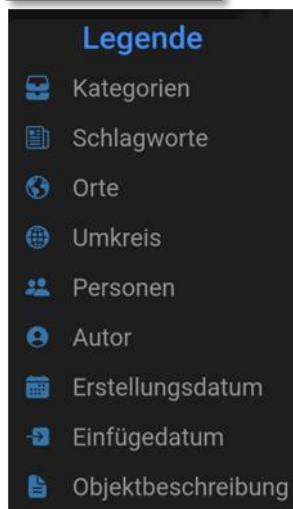 Legende
Kategorien
Schlagworte
Orte
Umkreis
Personen
Autor
Erstellungsdatum
Einfügedatum
Objektbeschreibung